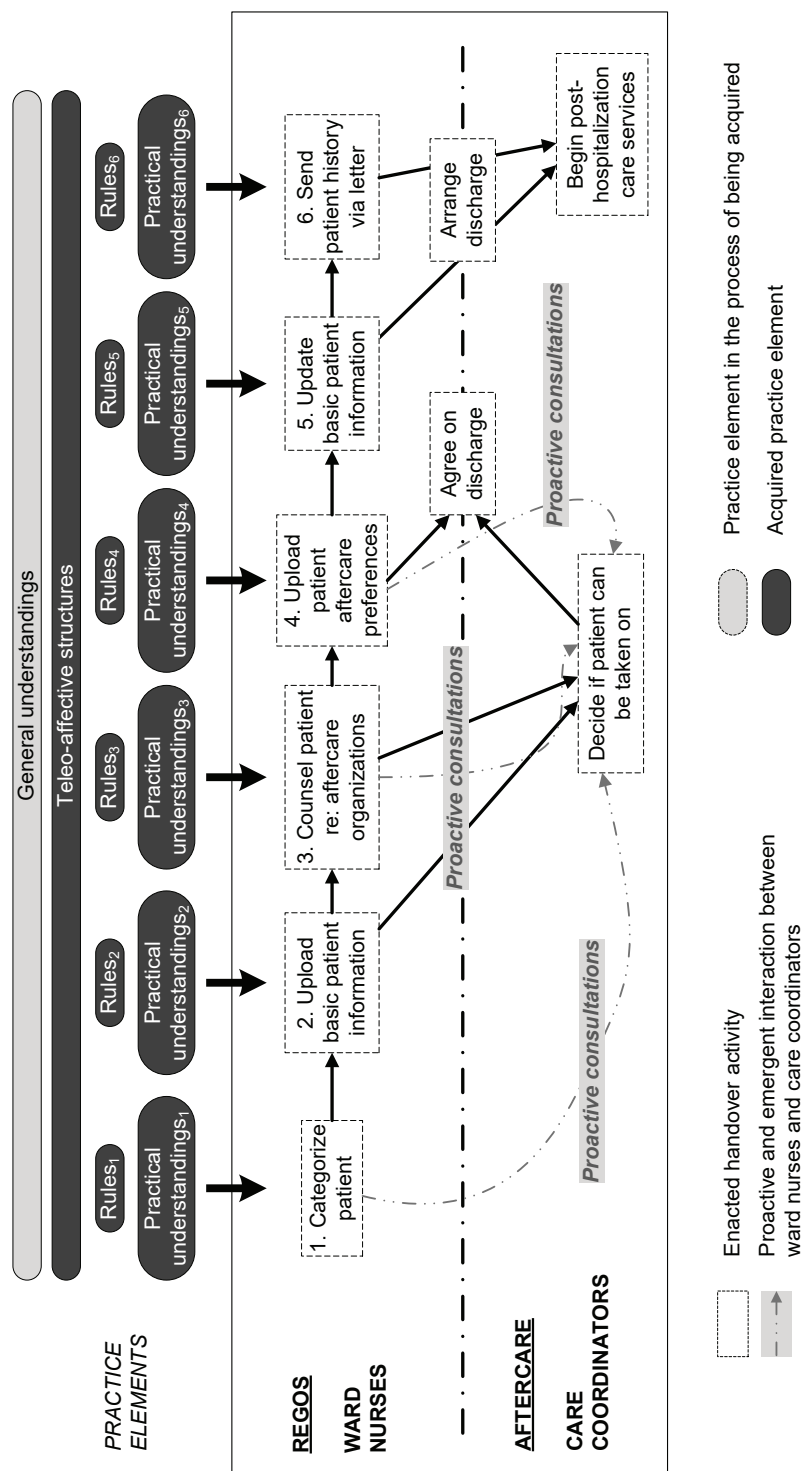 General understandings
Teleo-affective structures
PRACTICE
ELEMENTS
Rules1
Practical
understandings1
Rules2
Practical
understandings2
Rules3
Practical
understandings3
Rules4
Practical
understandings4
Rules5
Practical
understandings5
Rules6
Practical
understandings6
REGOS
WARD
NURSES
1. Categorize
patient
2. Upload
basic patient
information
3. Counsel patient
re: aftercare
organizations
4. Upload
patient
aftercare
preferences
5. Update
basic patient
information
6. Send
patient history
via letter
Proactive consultations
Agree on
discharge
Arrange
discharge
AFTERCARE
CARE
COORDINATORS
Proactive consultations
Decide if patient can
be taken on
Proactive consultations
Begin post-
hospitalization
care services
Enacted handover activity
Proactive and emergent interaction between
ward nurses and care coordinators
Practice element in the process of being acquired
Acquired practice element